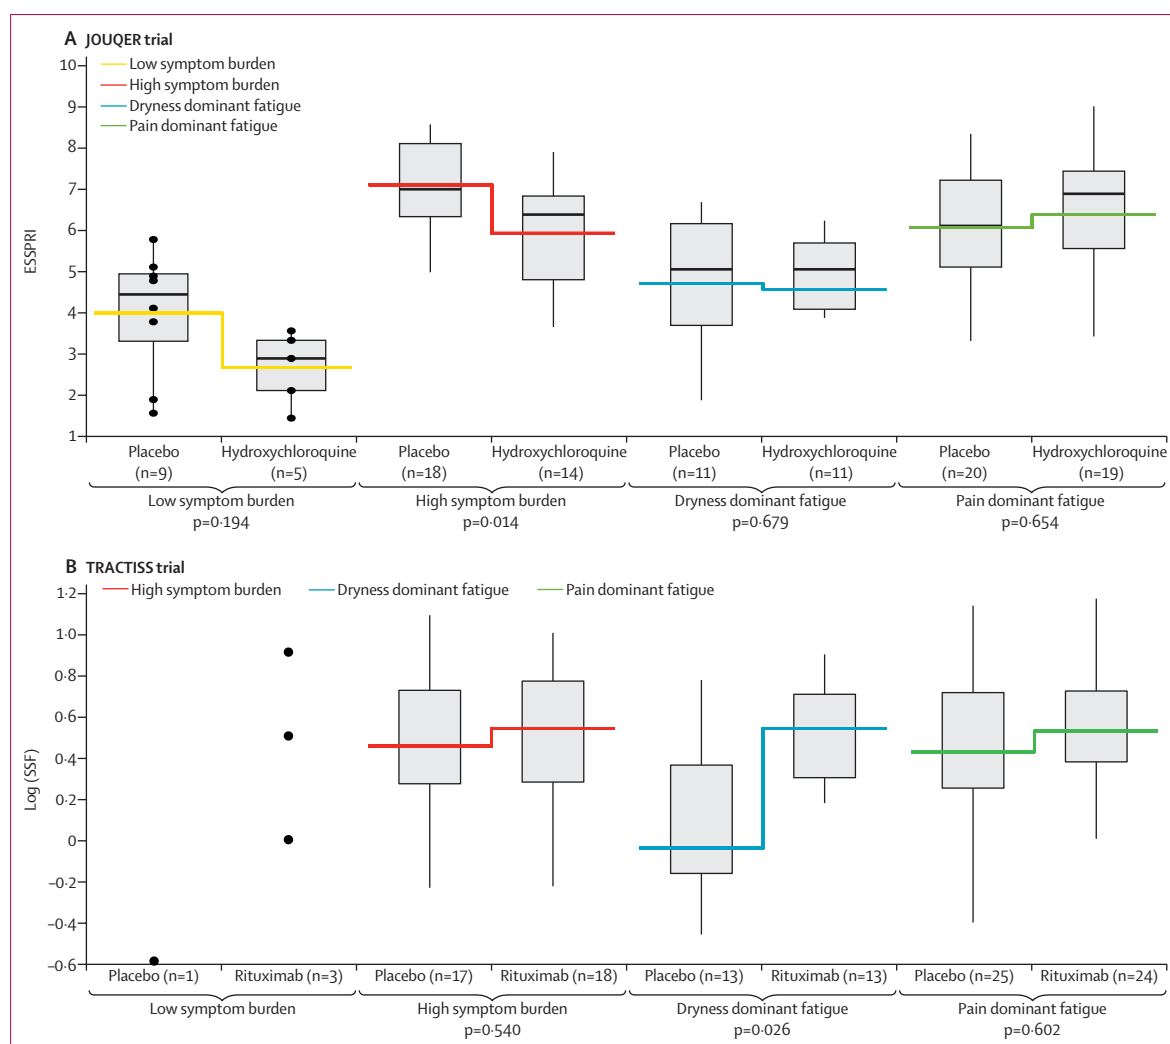 A JOUQER trial
Low symptom burden
High symptom burden
Dryness dominant fatigue
Pain dominant fatigue
ESSPRI
10
9
8
7
6
5
4
3
2
1
Placebo Hydroxychloroquine Placebo Hydroxychloroquine Placebo Hydroxychloroquine Placebo Hydroxychloroquine
(n=9) (n=5) (n=18) (n=14) (n=11) (n=11) (n=20) (n=19)
Low symptom burden High symptom burden Dryness dominant fatigue Pain dominant fatigue
p=0·194 p=0·014 p=0·679 p=0·654
B TRACTISS trial
High symptom burden Dryness dominant fatigue Pain dominant fatigue
Log (SSF)
1·2
1·0
0·8
0·6
0·4
0·2
0
–0·2
–0·4
–0·6
Placebo (n=1) Rituximab (n=3) Placebo (n=17) Rituximab (n=18) Placebo (n=13) Rituximab (n=13) Placebo (n=25) Rituximab (n=24)
Low symptom burden High symptom burden Dryness dominant fatigue Pain dominant fatigue
p=0·540 p=0·026 p=0·602